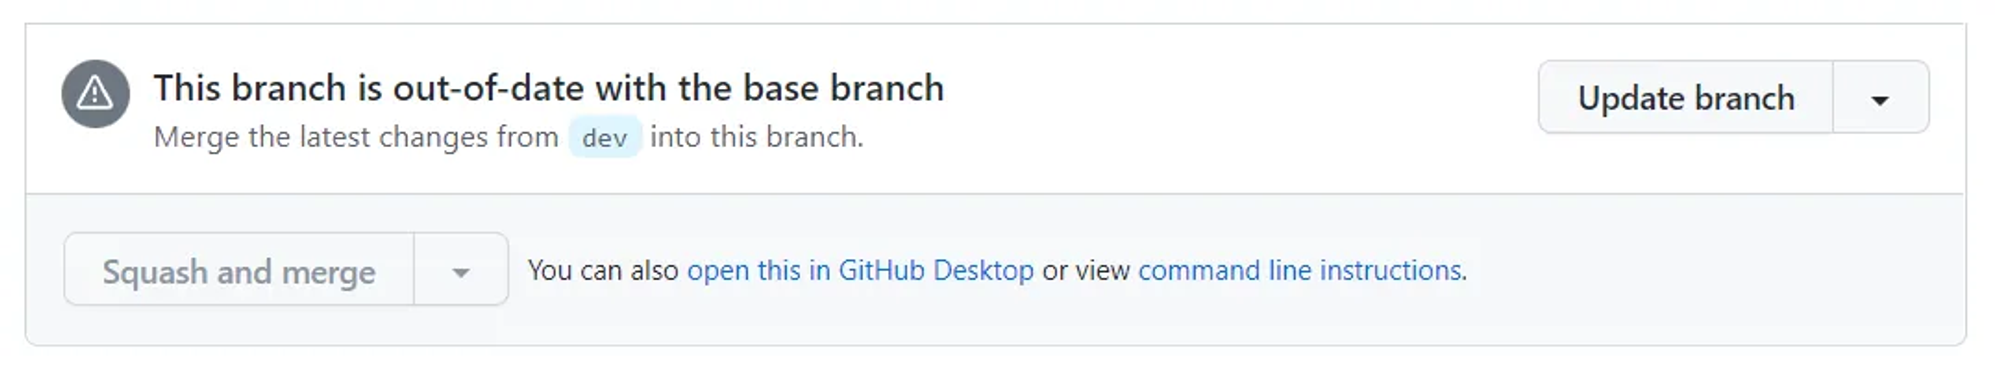 This branch is out-of-date with the base branch
Merge the latest changes from dev into this branch.
Update branch
Squash and merge
You can also open this in GitHub Desktop or view command line instructions.